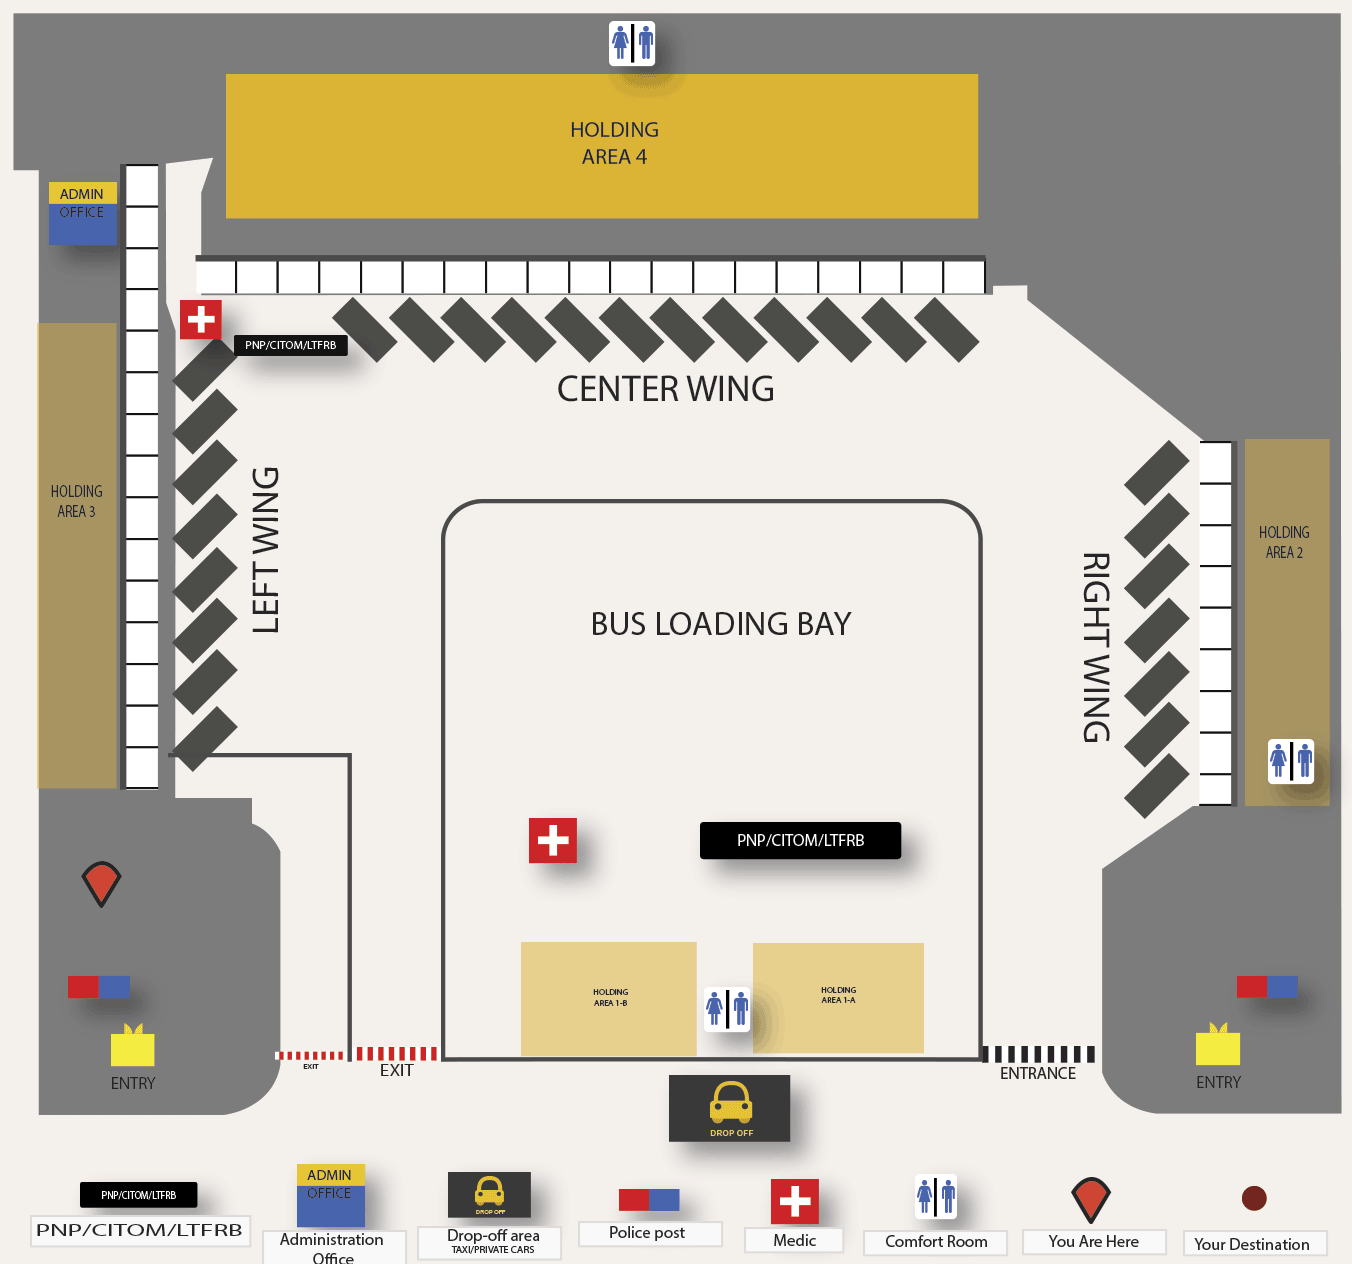 HOLDING
AREA 4
ADMIN
OFFICE
PNP/CITOM/LTFRB
CENTER WING
HOLDING
AREA 3
LEFT WING
HOLDING
AREA 2
RIGHT WING
BUS LOADING BAY
PNP/CITOM/LTFRB
HOLDING
AREA 1-B
HOLDING
AREA 1-A
EXIT
EXIT
ENTRANCE
ENTRY
ENTRY
DROP OFF
PNP/CITOM/LTFRB
PNP/CITOM/LTFRB
ADMIN
OFFICE
Administration
Office
DROP OFF
Drop-off area
TAXI/PRIVATE CARS
Police post
Medic
Comfort Room
You Are Here
Your Destination